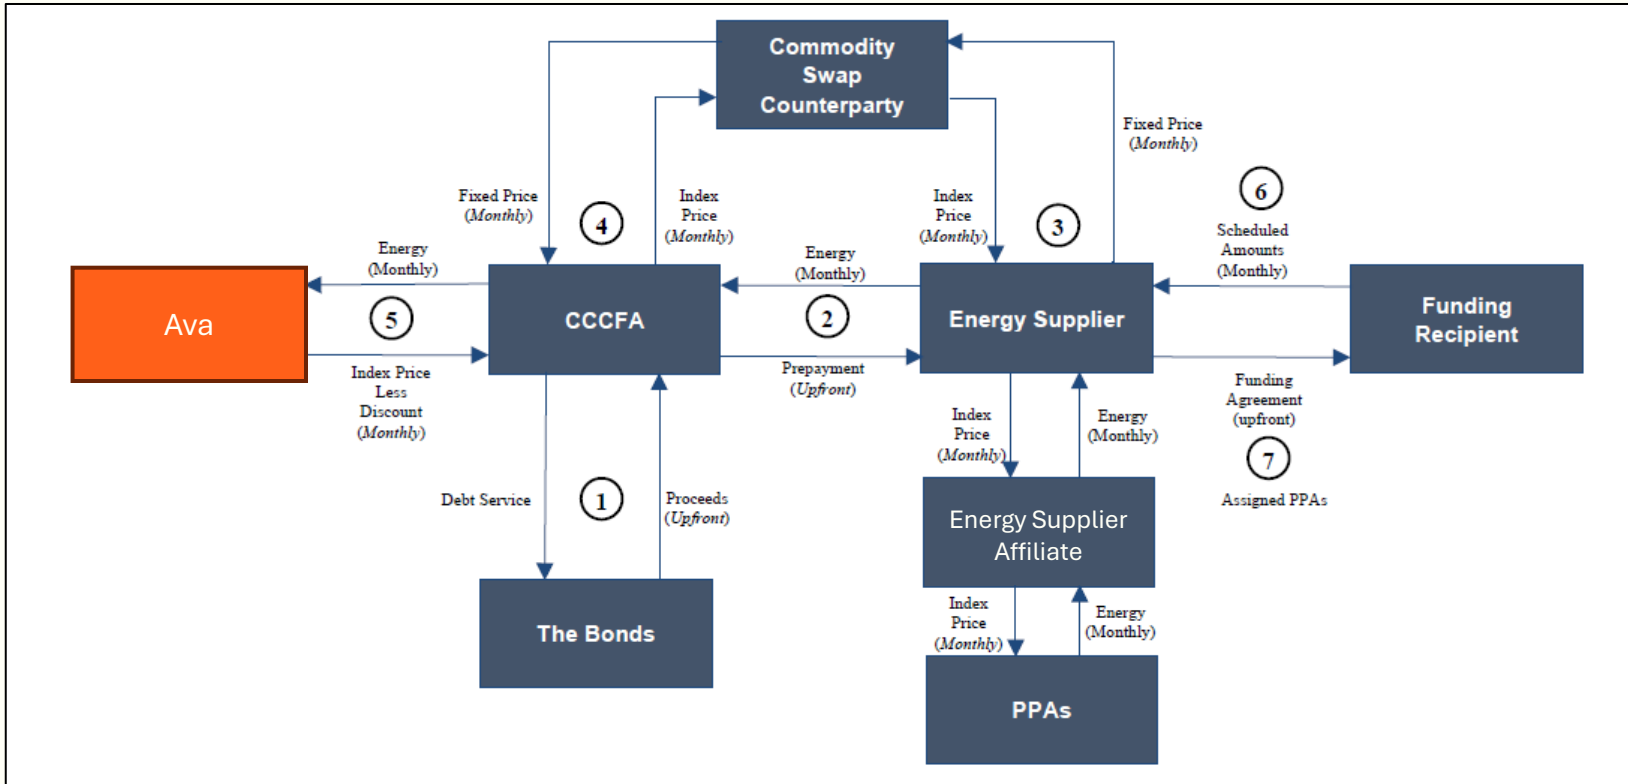 Commodity
Swap
Counterparty
Fixed Price
(Monthly)
6
Fixed Price
(Monthly)
4
Index
Price
(Monthly)
Index
Price
(Monthly)
3
Scheduled
Amounts
(Monthly)
Energy
(Monthly)
Energy
(Monthly)
Ava
5
CCCFA
2
Energy Supplier
Funding
Recipient
Index Price
Less
Discount
(Monthly)
Prepayment
(Upfront)
Funding
Agreement
(upfront)
7
Assigned PPAs
Index
Price
(Monthly)
Energy
(Monthly)
Debt Service
1
Proceeds
(Upfront)
Energy Supplier
Affiliate
The Bonds
Index
Price
(Monthly)
Energy
(Monthly)
PPAs